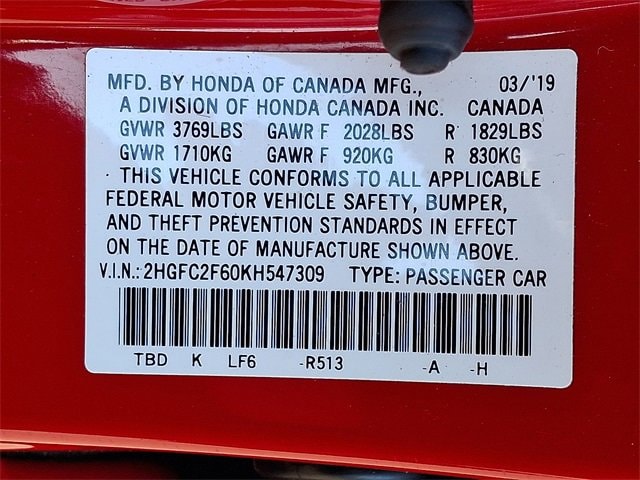 MFD. BY HONDA OF CANADA MFG., 03/'19
A DIVISION OF HONDA CANADA INC. CANADA
GVWR 3769LBS GAWR F 2028LBS R 1829LBS
GVWR 1710KG GAWR F 920KG R 830KG
· THIS VEHICLE CONFORMS TO ALL APPLICABLE
FEDERAL MOTOR VEHICLE SAFETY, BUMPER,
AND THEFT PREVENTION STANDARDS IN EFFECT
ON THE DATE OF MANUFACTURE SHOWN ABOVE.
V.I.N.: 2HGFC2F60KH547309 TYPE: PASSENGER CAR
TBD K LF6 -R513 -A -H